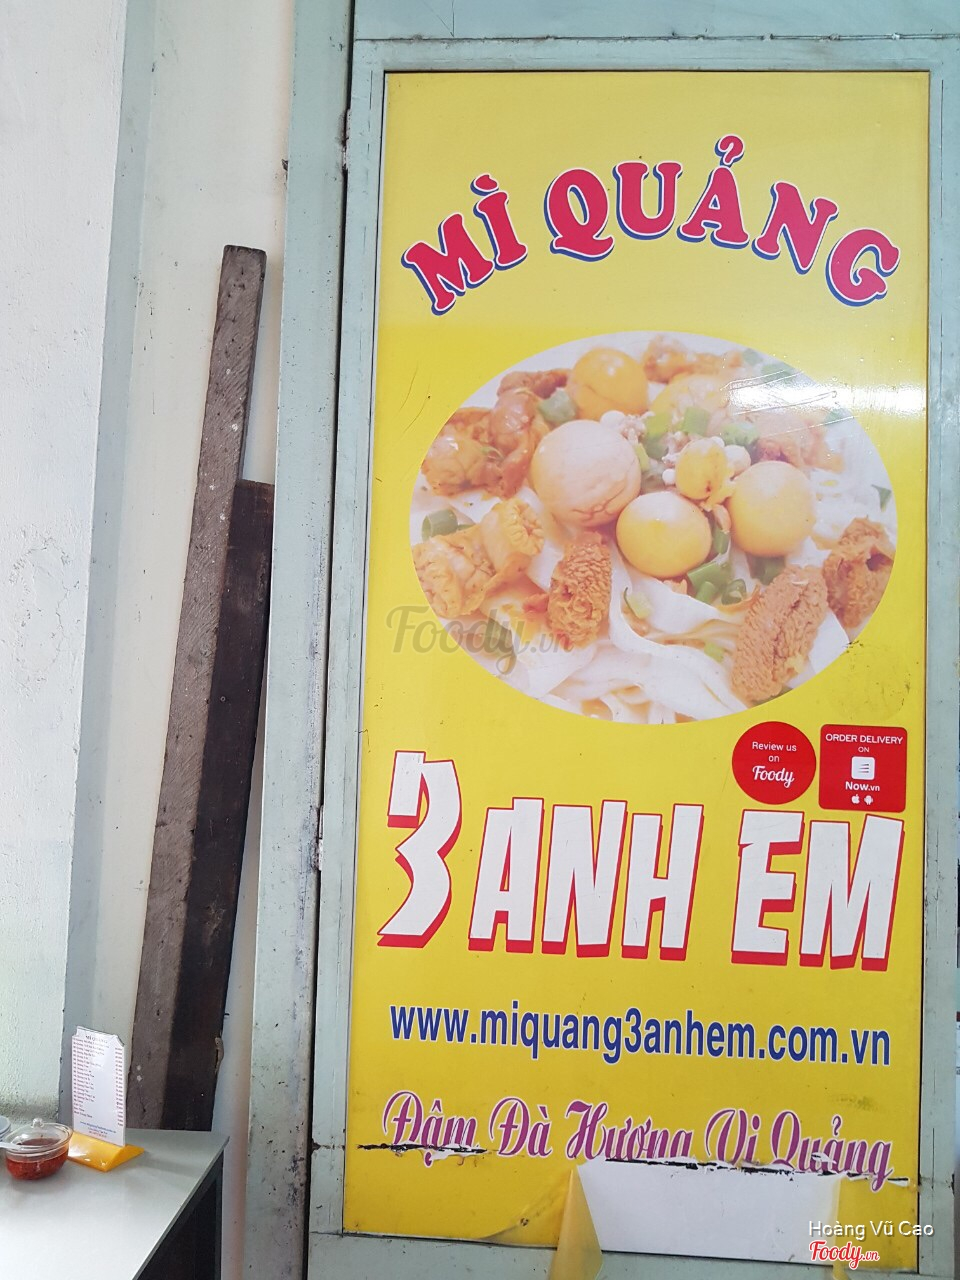 MÌ QUẢNG
Foody.vn
Review us
on
Foody
ORDER DELIVERY
ON
Now.vn
3 ANH EM
www.miquang3anhem.com.vn
Đậm Đà Hương Vị Quảng
Hoàng Vũ Cao
Foody.vn